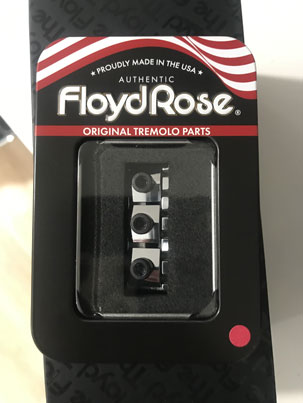 ★ PROUDLY MADE IN THE USA ★
AUTHENTIC
FloydRose®
ORIGINAL TREMOLO PARTS